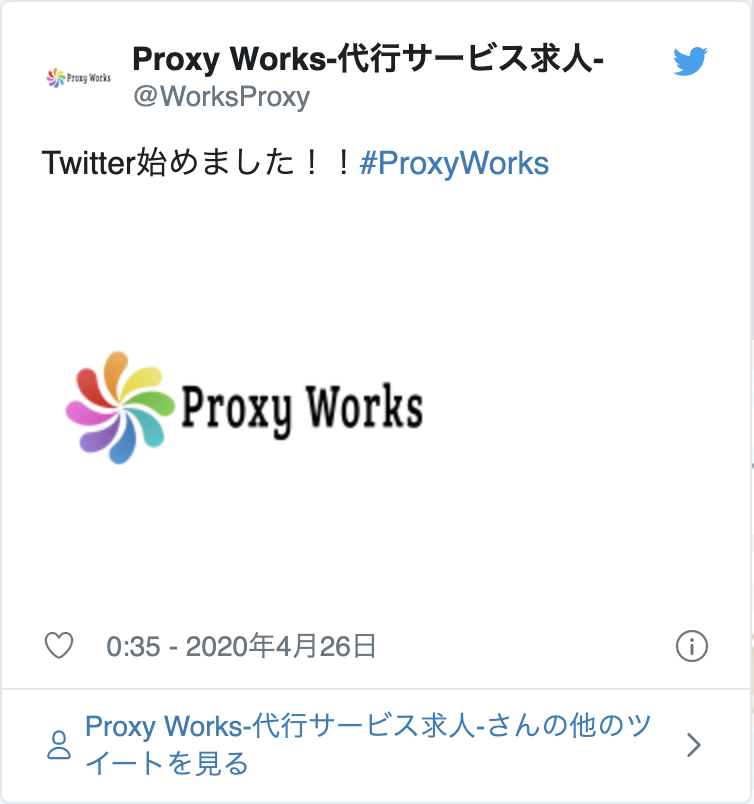 Proxy Works
Proxy Works-代行サービス求人-
@WorksProxy
Twitter始めました！！#ProxyWorks
Proxy Works
0:35 - 2020年4月26日
Proxy Works-代行サービス求人-さんの他のツ
イートを見る